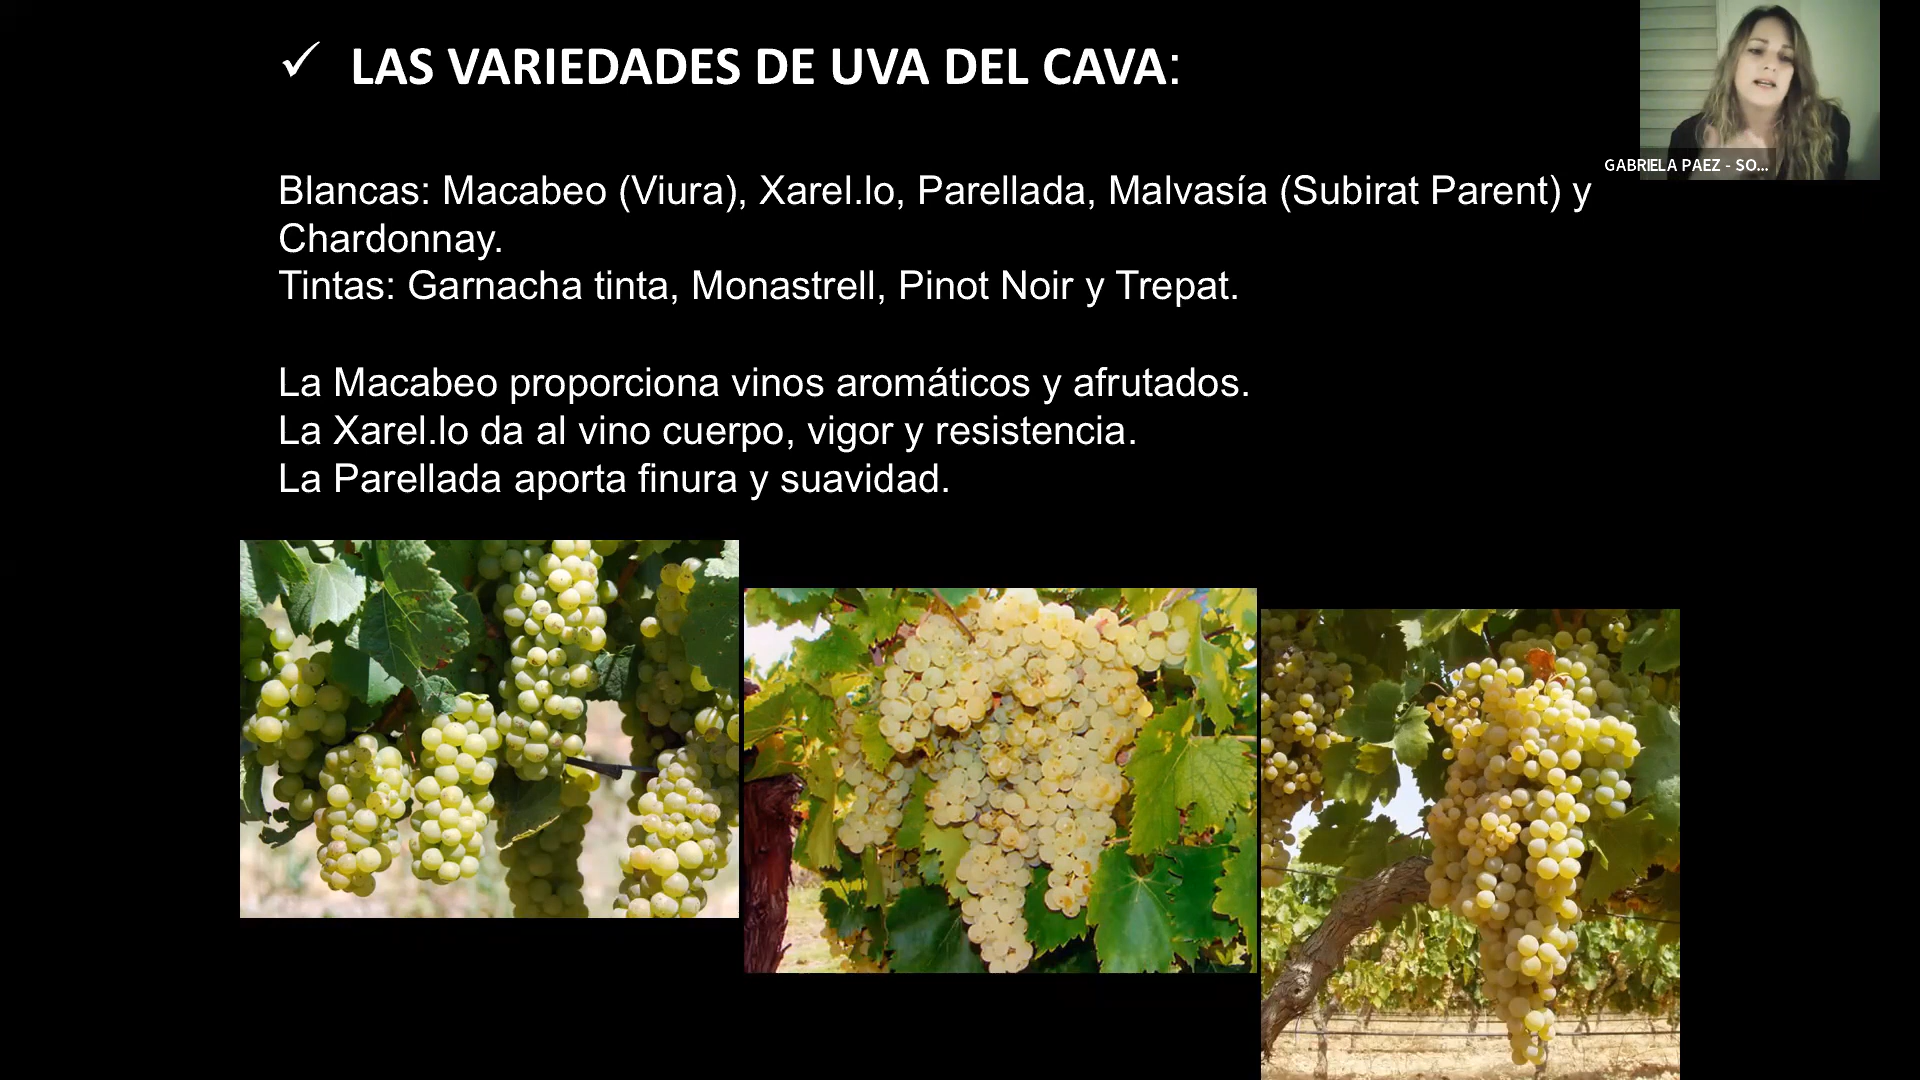 ✓ LAS VARIEDADES DE UVA DEL CAVA:
GABRIELA PAEZ - SO...
Blancas: Macabeo (Viura), Xarel.lo, Parellada, Malvasía (Subirat Parent) y
Chardonnay.
Tintas: Garnacha tinta, Monastrell, Pinot Noir y Trepat.
La Macabeo proporciona vinos aromáticos y afrutados.
La Xarel.lo da al vino cuerpo, vigor y resistencia.
La Parellada aporta finura y suavidad.